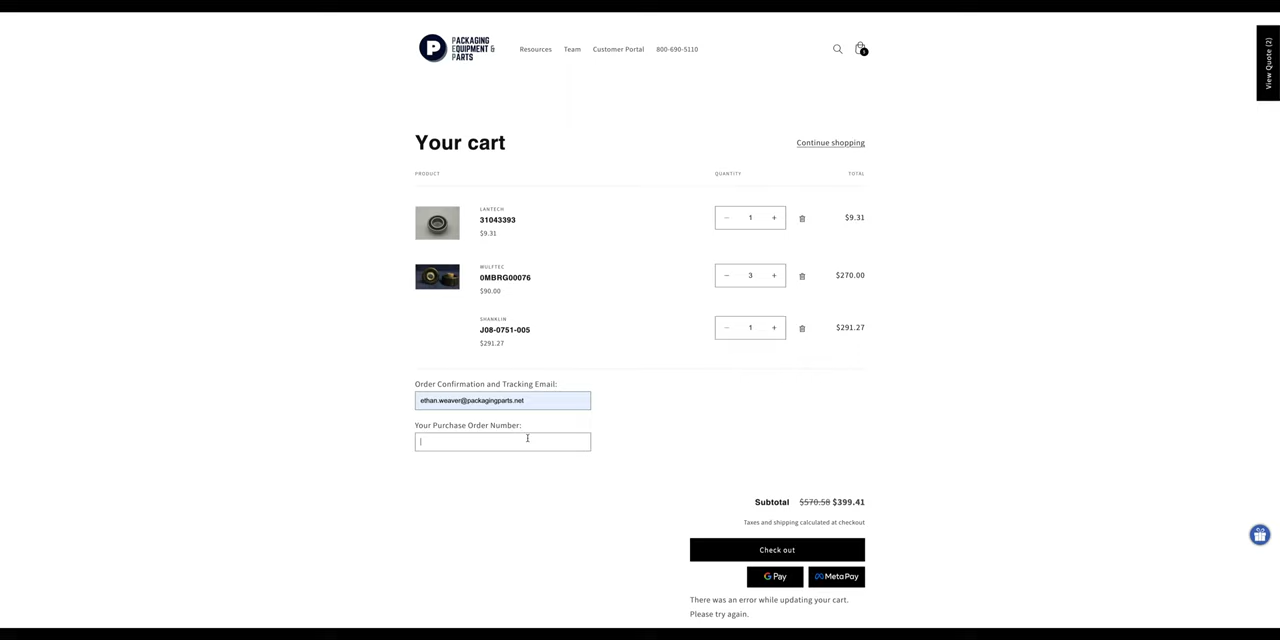 PACKAGING
EQUIPMENT &
PARTS
Resources Team Customer Portal 800-690-5110
View Quote (2)
Your cart
Continue shopping
PRODUCT QUANTITY TOTAL
LANTECH
31043393
$9.31
− 1 + $9.31
WULFTEC
0MBRG00076
$90.00
− 3 + $270.00
SHANKLIN
J08-0751-005
$291.27
− 1 + $291.27
Order Confirmation and Tracking Email:
ethan.weaver@packagingparts.net
Your Purchase Order Number:
Subtotal $570.58 $399.41
Taxes and shipping calculated at checkout
Check out
G Pay Meta Pay
There was an error while updating your cart.
Please try again.